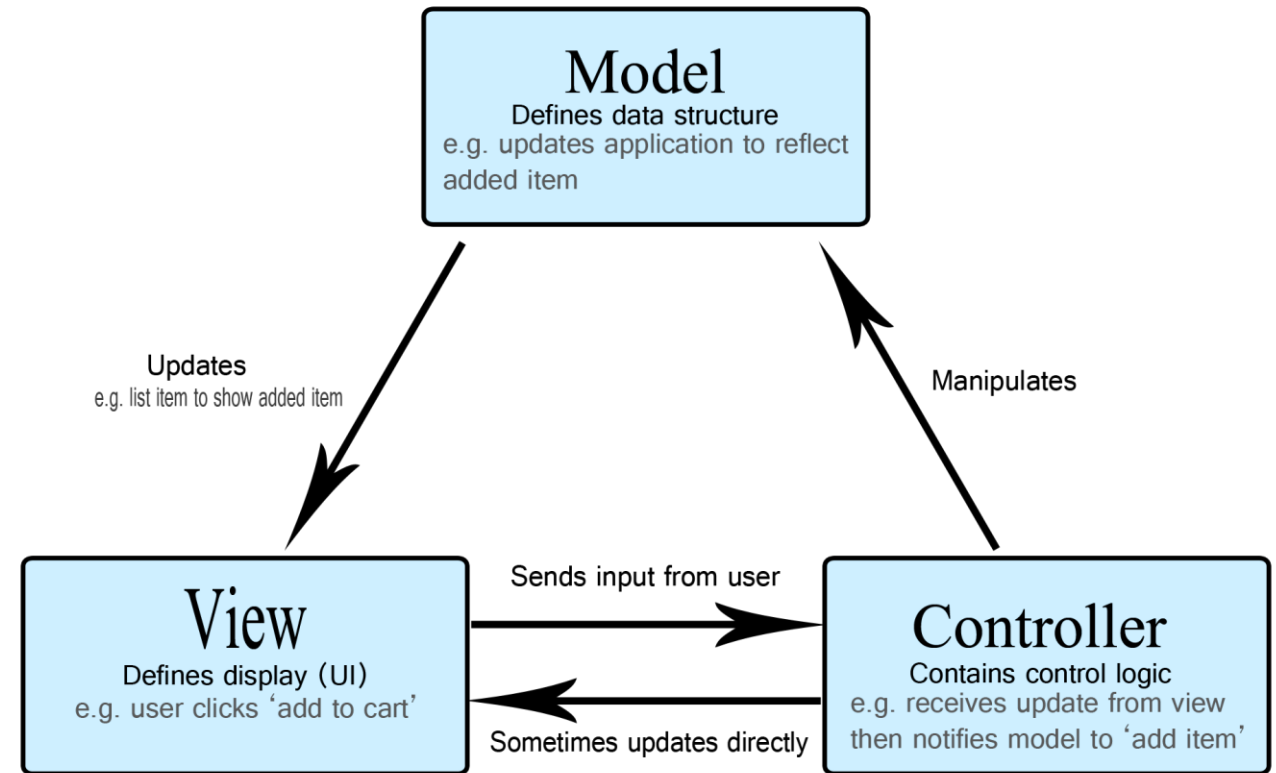 Model
Defines data structure
e.g. updates application to reflect
added item
Updates
e.g. list item to show added item
Manipulates
Sends input from user
View
Defines display (UI)
e.g. user clicks ‘add to cart’
Controller
Contains control logic
e.g. receives update from view
then notifies model to ‘add item’
Sometimes updates directly